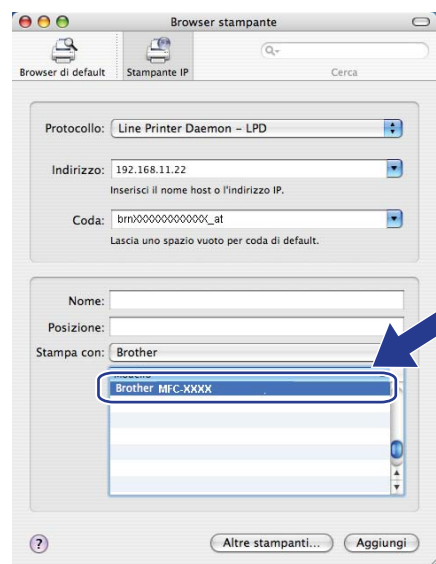 Browser stampante
Browser di default
Stampante IP
Q-
Cerca
Protocollo: Line Printer Daemon – LPD
Indirizzo: 192.168.11.22
Inserisci il nome host o l'indirizzo IP.
Coda: brnXXXXXXXXXXXX_at
Lascia uno spazio vuoto per coda di default.
Nome:
Posizione:
Stampa con: Brother
Modello
Brother MFC-XXXX
?
Altre stampanti...
Aggiungi